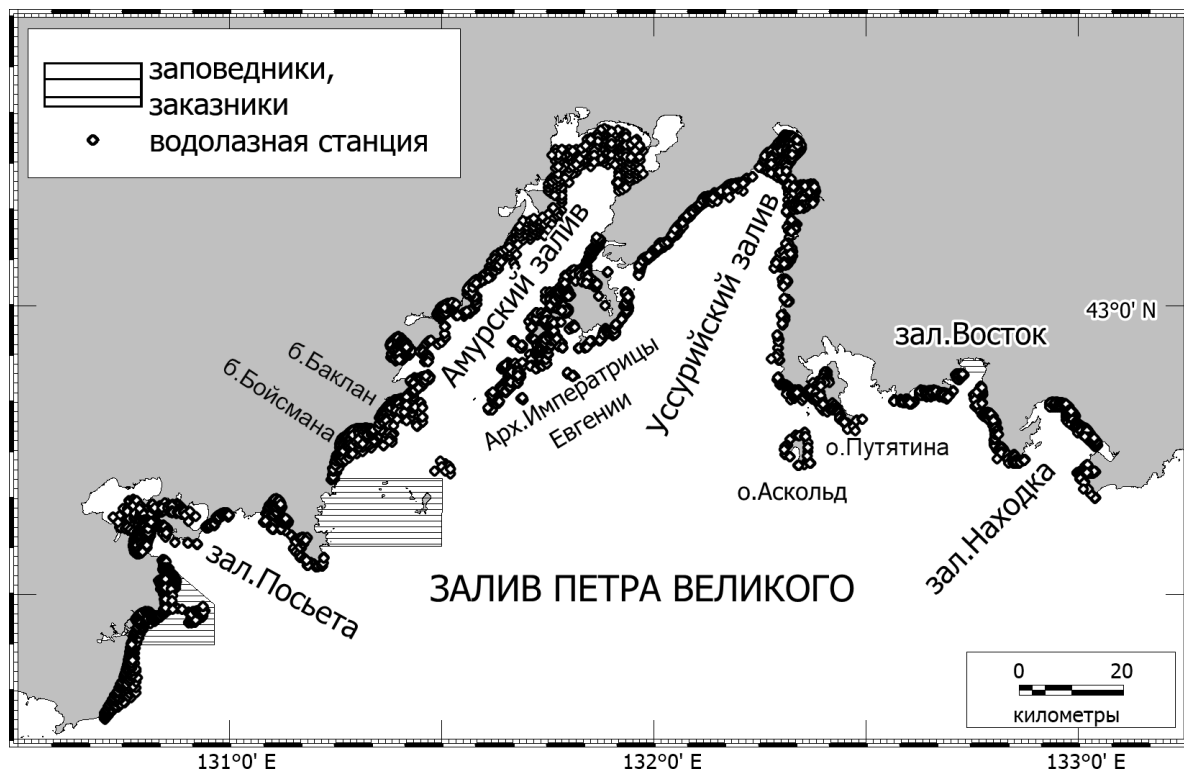 заповедники,
заказники
водолазная станция
43°0' N
зал.Восток
Амурский залив
Уссурийский залив
б.Баклан
б.Бойсмана
Арх.Императрицы
Евгении
о.Путятина
о.Аскольд
зал.Находка
зал.Посьета
ЗАЛИВ ПЕТРА ВЕЛИКОГО
0 20
километры
131°0' E
132°0' E
133°0' E